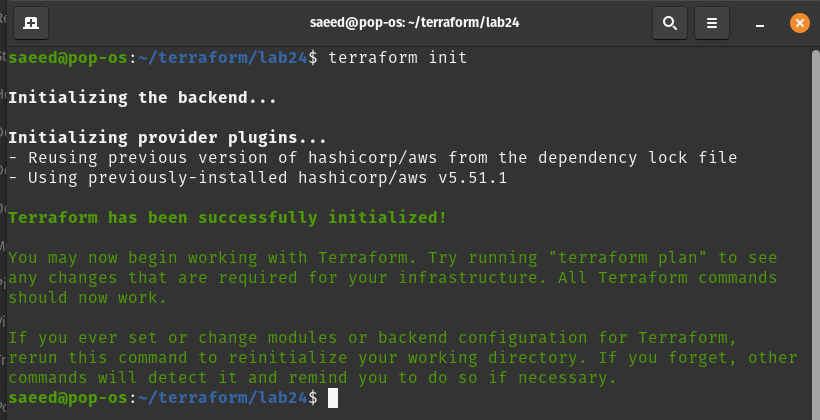 saeed@pop-os: ~/terraform/lab24
saeed@pop-os:~/terraform/lab24$ terraform init
Initializing the backend...
Initializing provider plugins...
- Reusing previous version of hashicorp/aws from the dependency lock file
- Using previously-installed hashicorp/aws v5.51.1
Terraform has been successfully initialized!
You may now begin working with Terraform. Try running "terraform plan" to see
any changes that are required for your infrastructure. All Terraform commands
should now work.
If you ever set or change modules or backend configuration for Terraform,
rerun this command to reinitialize your working directory. If you forget, other
commands will detect it and remind you to do so if necessary.
saeed@pop-os:~/terraform/lab24$